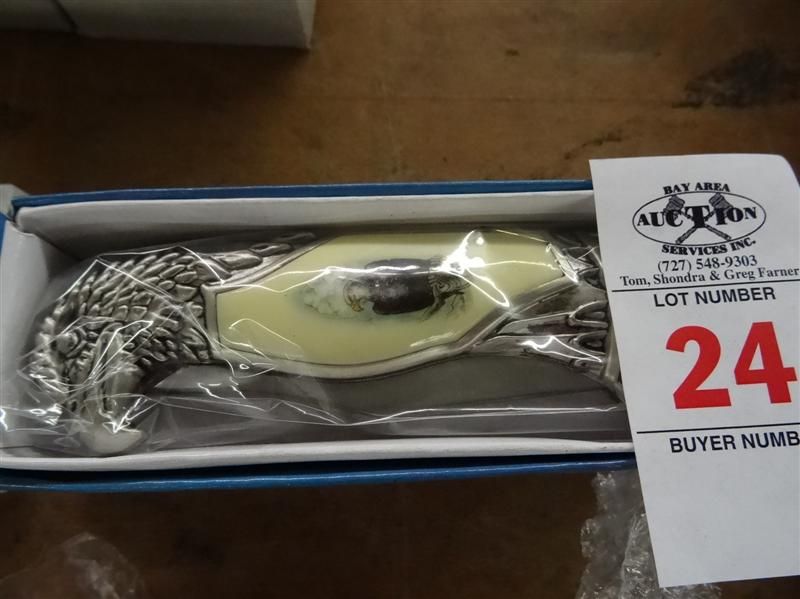 BAY AREA
AUCTION
SERVICES INC.
(727) 548-9303
Tom, Shondra & Greg Farner
LOT NUMBER
24
BUYER NUMB